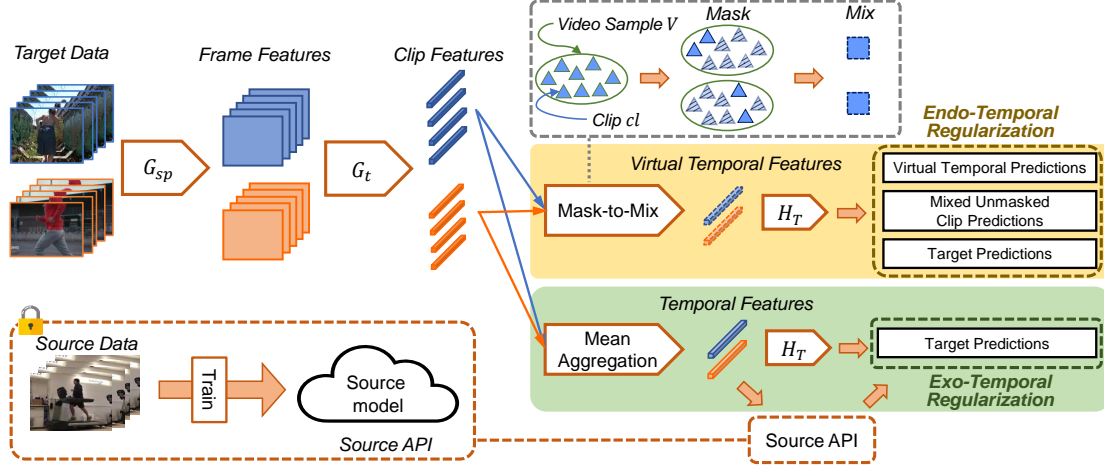 Target Data
Frame Features
Clip Features
Video Sample V
Mask
Mix
Clip cl
G_sp
G_t
Endo-Temporal
Regularization
Virtual Temporal Features
Mask-to-Mix
H_T
Virtual Temporal Predictions
Mixed Unmasked
Clip Predictions
Target Predictions
Temporal Features
Mean
Aggregation
H_T
Target Predictions
Exo-Temporal
Regularization
Source Data
Train
Source
model
Source API
Source API